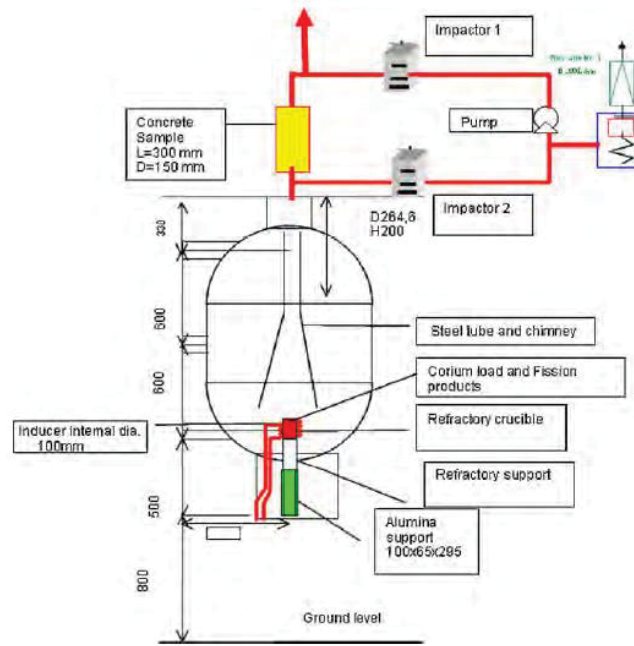 Impactor 1
Concrete
Sample
L=300 mm
D=150 mm
Pump
Impactor 2
D264,6
H200
600
Steel tube and chimney
600
Corium load and Fission
products
Inducer internal dia.
100mm
Refractory crucible
Refractory support
500
Alumina
support
100x65x295
800
Ground level